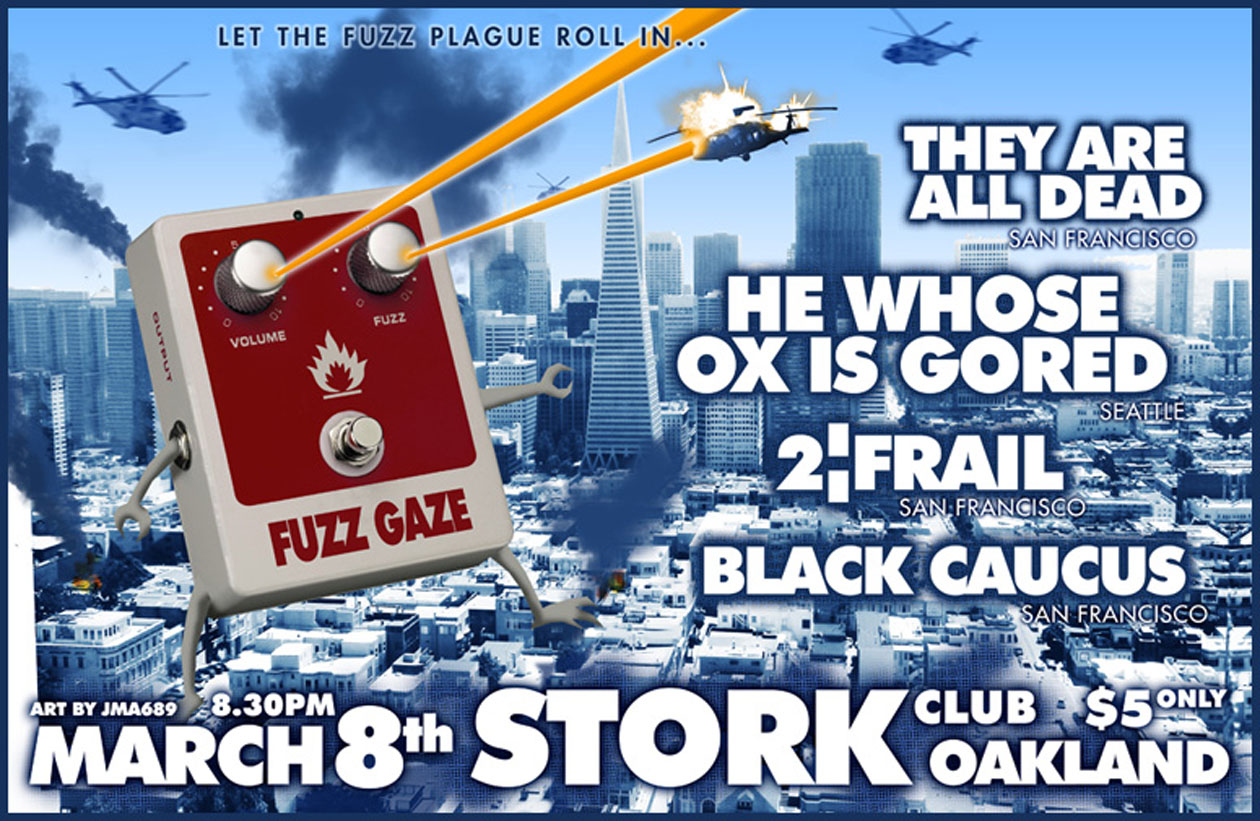 LET THE FUZZ PLAGUE ROLL IN...
THEY ARE
ALL DEAD
SAN FRANCISCO
HE WHOSE
OX IS GORED
SEATTLE
2¦FRAIL
SAN FRANCISCO
BLACK CAUCUS
SAN FRANCISCO
OUTPUT
VOLUME
FUZZ
FUZZ GAZE
ART BY JMA689
8.30PM
MARCH 8th
STORK
CLUB
$5 ONLY
OAKLAND